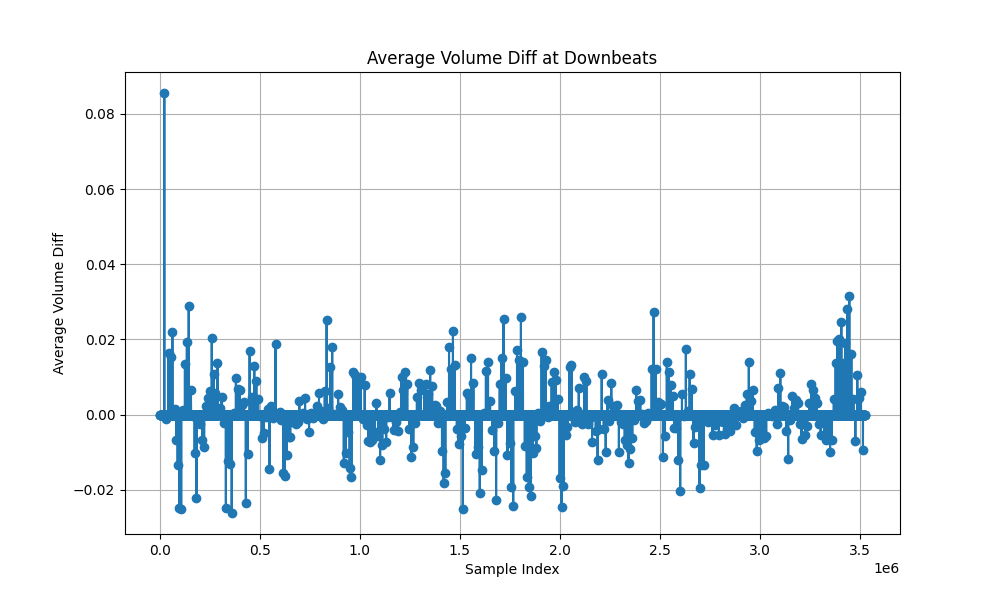 Average Volume Diff at Downbeats
Average Volume Diff
0.08
0.06
0.04
0.02
0.00
−0.02
0.0 0.5 1.0 1.5 2.0 2.5 3.0 3.5
1e6
Sample Index